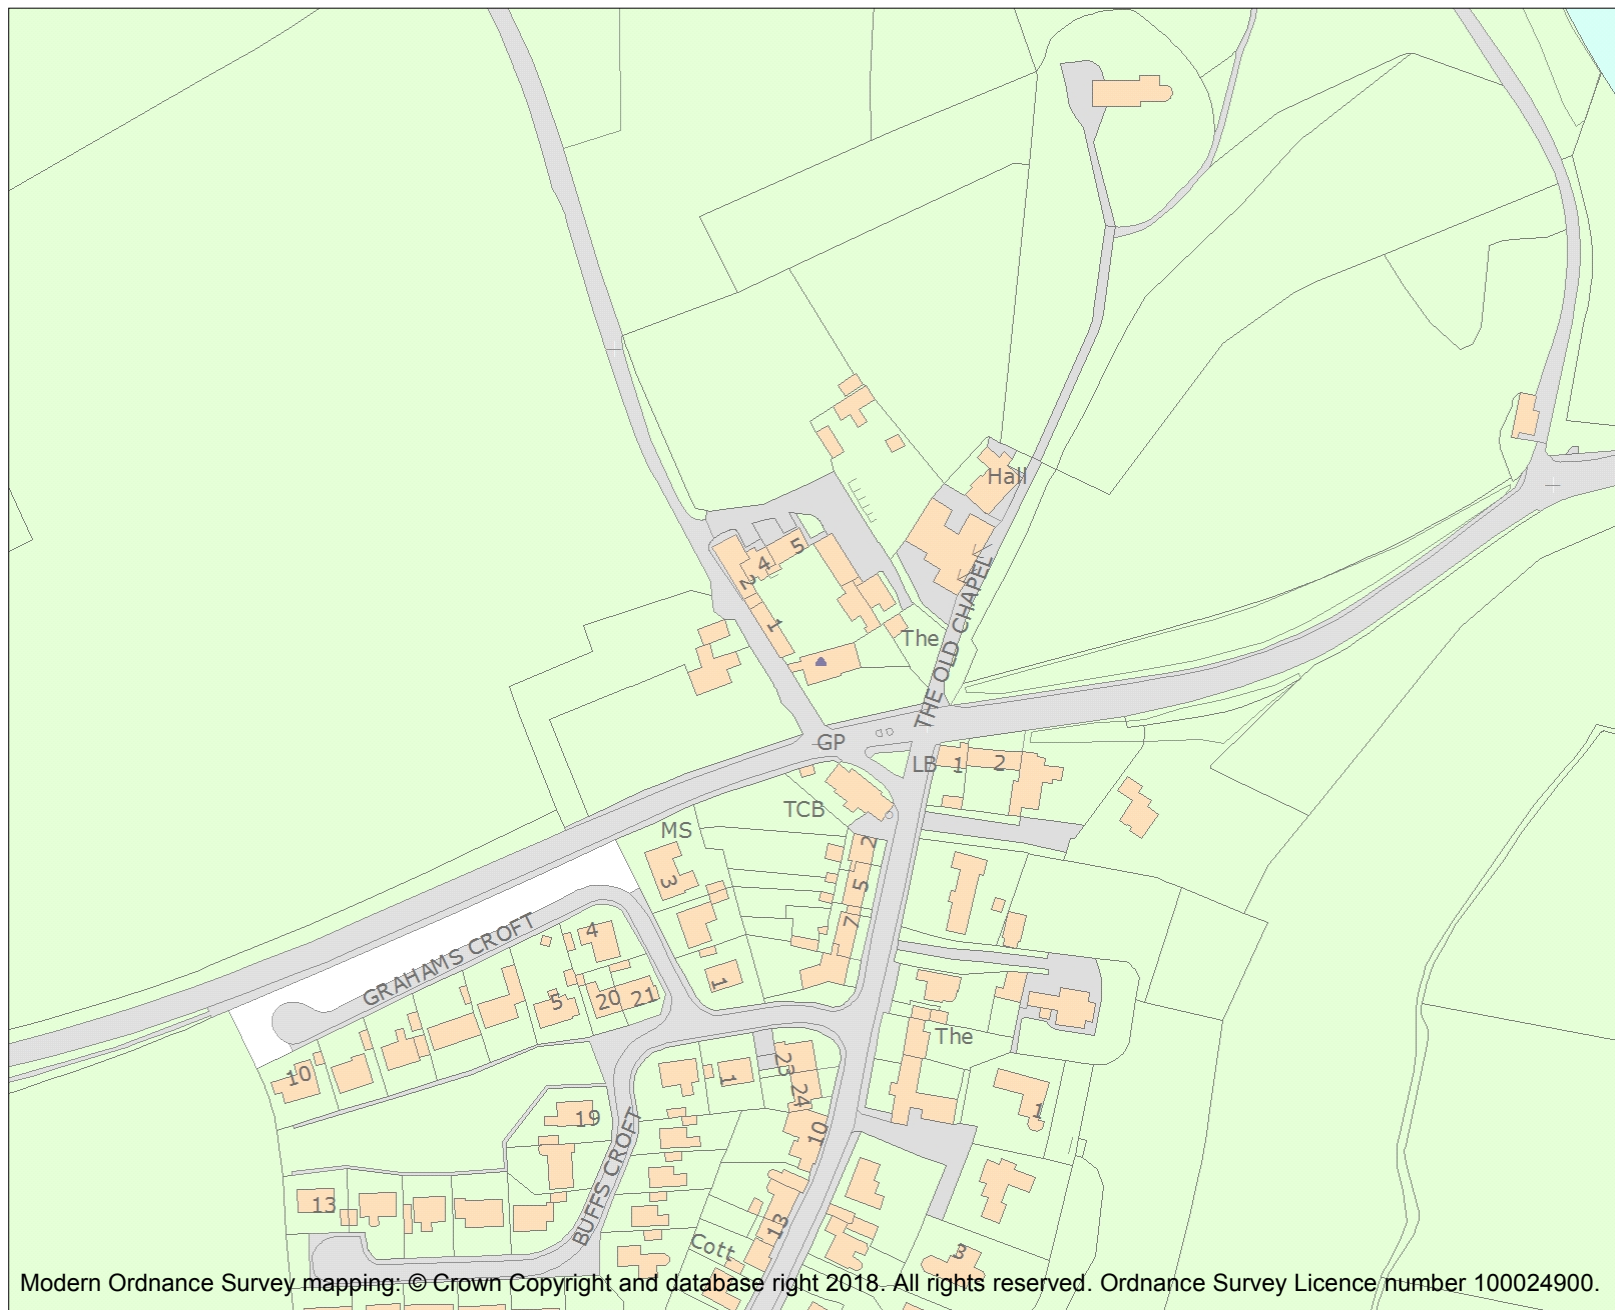 Hall
5
4
2
1
The
THE OLD CHAPEL
GP
LB
1
2
TCB
MS
2
3
5
7
4
GRAHAMS CROFT
1
5
20
21
The
10
23
1
24
1
19
10
BUFFS CROFT
13
13
Cott
3
Modern Ordnance Survey mapping: © Crown Copyright and database right 2018. All rights reserved. Ordnance Survey Licence number 100024900.